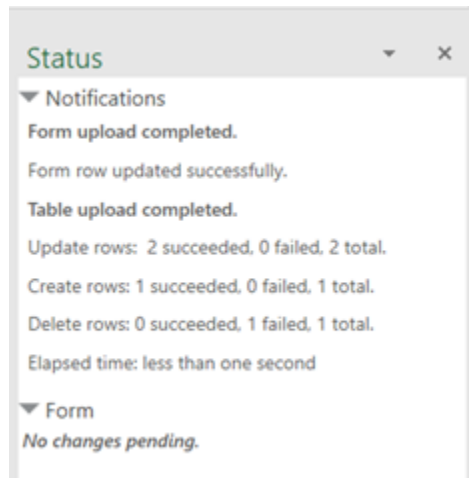 Status
Notifications
Form upload completed.
Form row updated successfully.
Table upload completed.
Update rows:  2 succeeded, 0 failed, 2 total.
Create rows: 1 succeeded, 0 failed, 1 total.
Delete rows: 0 succeeded, 1 failed, 1 total.
Elapsed time: less than one second
Form
No changes pending.